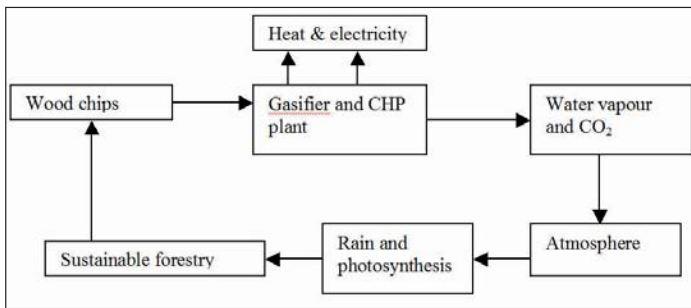 Heat & electricity
Wood chips
Gasifier and CHP
plant
Water vapour
and CO₂
Atmosphere
Rain and
photosynthesis
Sustainable forestry